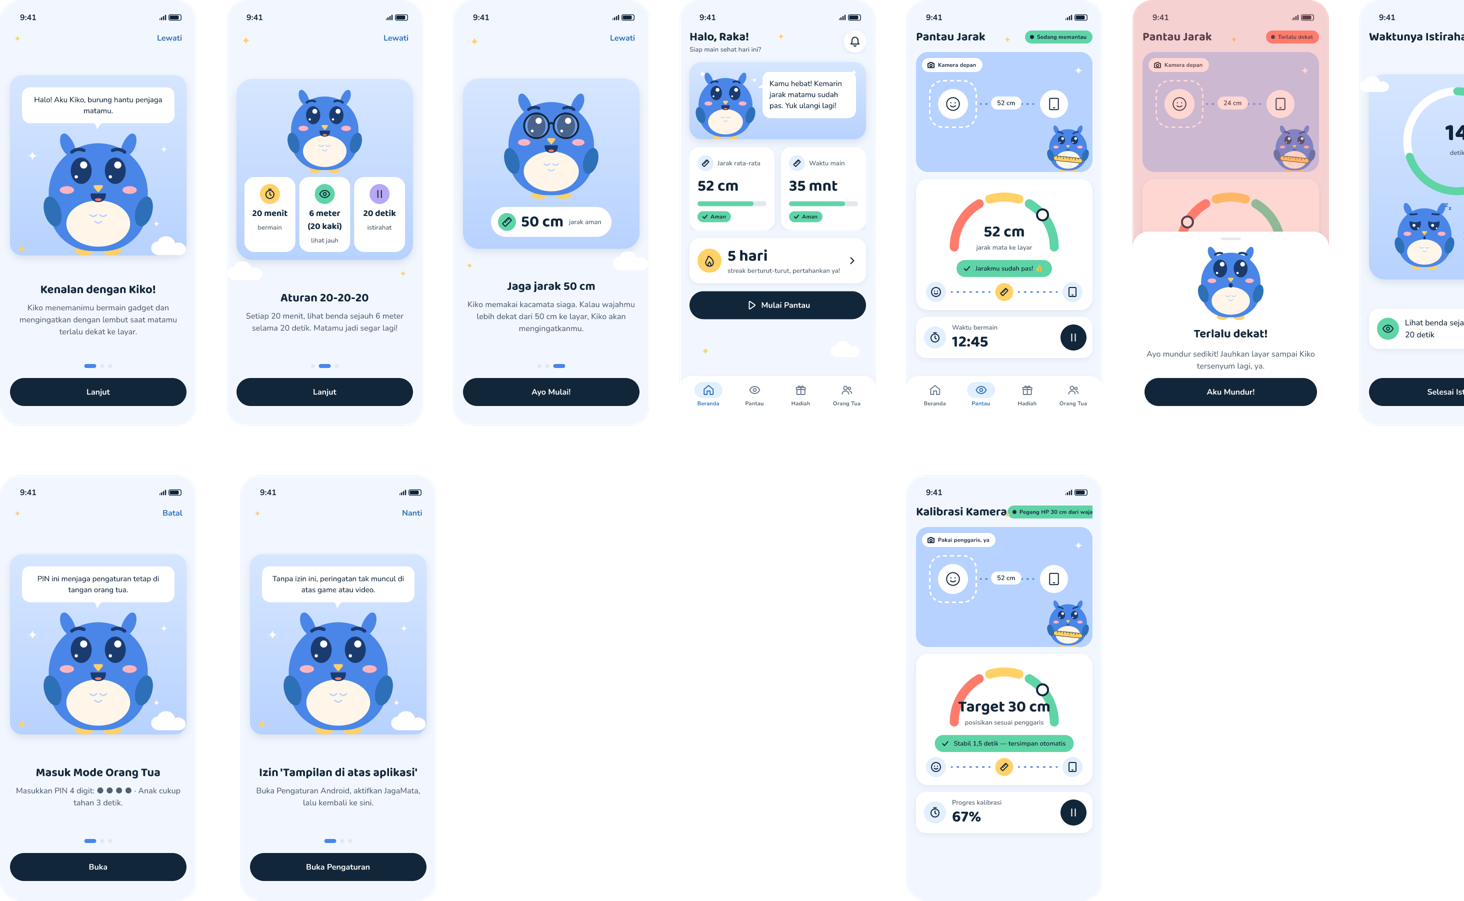 9:41
Lewati
Halo! Aku Kiko, burung hantu penjaga
matamu.
Kenalan dengan Kiko!
Kiko menemanimu bermain gadget dan
mengingatkan dengan lembut saat matamu
terlalu dekat ke layar.
Lanjut
9:41
Lewati
20 menit
bermain
6 meter
(20 kaki)
lihat jauh
20 detik
istirahat
Aturan 20-20-20
Setiap 20 menit, lihat benda sejauh 6 meter
selama 20 detik. Matamu jadi segar lagi!
Lanjut
9:41
Lewati
50 cm jarak aman
Jaga jarak 50 cm
Kiko memakai kacamata siaga. Kalau wajahmu
lebih dekat dari 50 cm ke layar, Kiko akan
mengingatkanmu.
Ayo Mulai!
9:41
Halo, Raka!
Siap main sehat hari ini?
Kamu hebat! Kemarin
jarak matamu sudah
pas. Yuk ulangi lagi!
Jarak rata-rata
52 cm
Aman
Waktu main
35 mnt
Aman
5 hari
streak berturut-turut, pertahankan ya!
Mulai Pantau
Beranda
Pantau
Hadiah
Orang Tua
9:41
Pantau Jarak
Sedang memantau
Kamera depan
52 cm
52 cm
jarak mata ke layar
Jarakmu sudah pas! 👍
Waktu bermain
12:45
Beranda
Pantau
Hadiah
Orang Tua
9:41
Pantau Jarak
Terlalu dekat
Kamera depan
24 cm
Terlalu dekat!
Ayo mundur sedikit! Jauhkan layar sampai Kiko
tersenyum lagi, ya.
Aku Mundur!
9:41
Waktunya Istiraha
14
detik
z z
Lihat benda seja
20 detik
Selesai Ist
9:41
Batal
PIN ini menjaga pengaturan tetap di
tangan orang tua.
Masuk Mode Orang Tua
Masukkan PIN 4 digit: ● ● ● ● · Anak cukup
tahan 3 detik.
Buka
9:41
Nanti
Tanpa izin ini, peringatan tak muncul di
atas game atau video.
Izin 'Tampilan di atas aplikasi'
Buka Pengaturan Android, aktifkan JagaMata,
lalu kembali ke sini.
Buka Pengaturan
9:41
Kalibrasi Kamera
Pegang HP 30 cm dari waja
Pakai penggaris, ya
52 cm
Target 30 cm
posisikan sesuai penggaris
Stabil 1,5 detik — tersimpan otomatis
Progres kalibrasi
67%